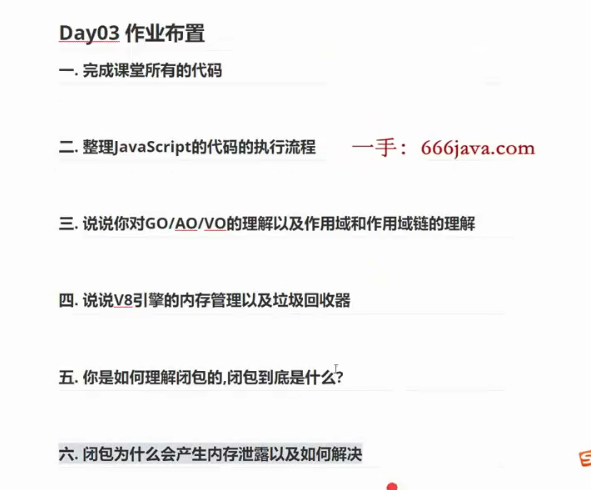 Day03 作业布置
一. 完成课堂所有的代码
二. 整理JavaScript的代码的执行流程 一手：666java.com
三. 说说你对GO/AO/VO的理解以及作用域和作用域链的理解
四. 说说V8引擎的内存管理以及垃圾回收器
五. 你是如何理解闭包的,闭包到底是什么?
六. 闭包为什么会产生内存泄露以及如何解决